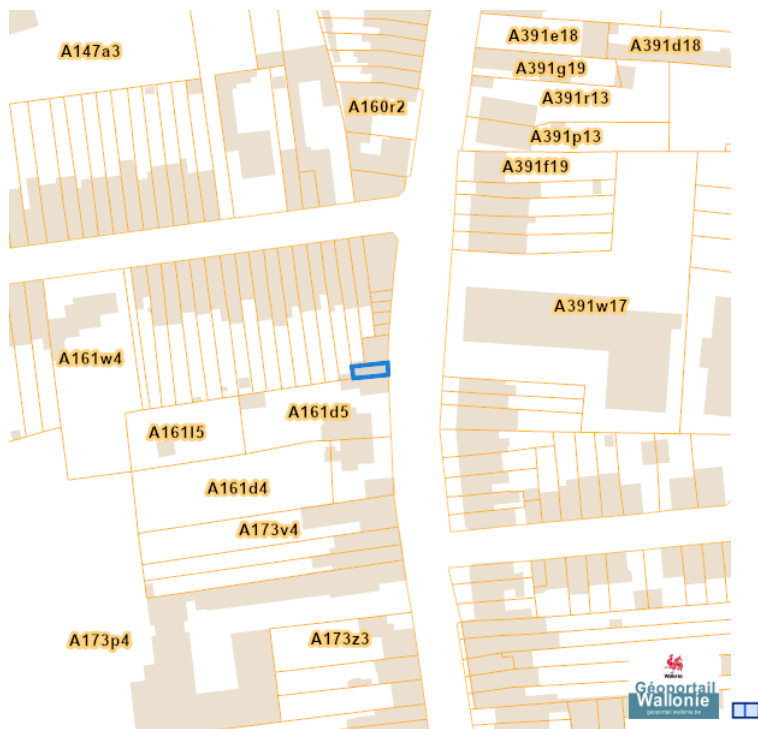 A147a3
A391e18
A391d18
A391g19
A391r13
A160r2
A391p13
A391f19
A391w17
A161w4
A161d5
A161l5
A161d4
A173v4
A173p4
A173z3
Wallonie
Géoportail
Wallonie
geoportail.wallonie.be